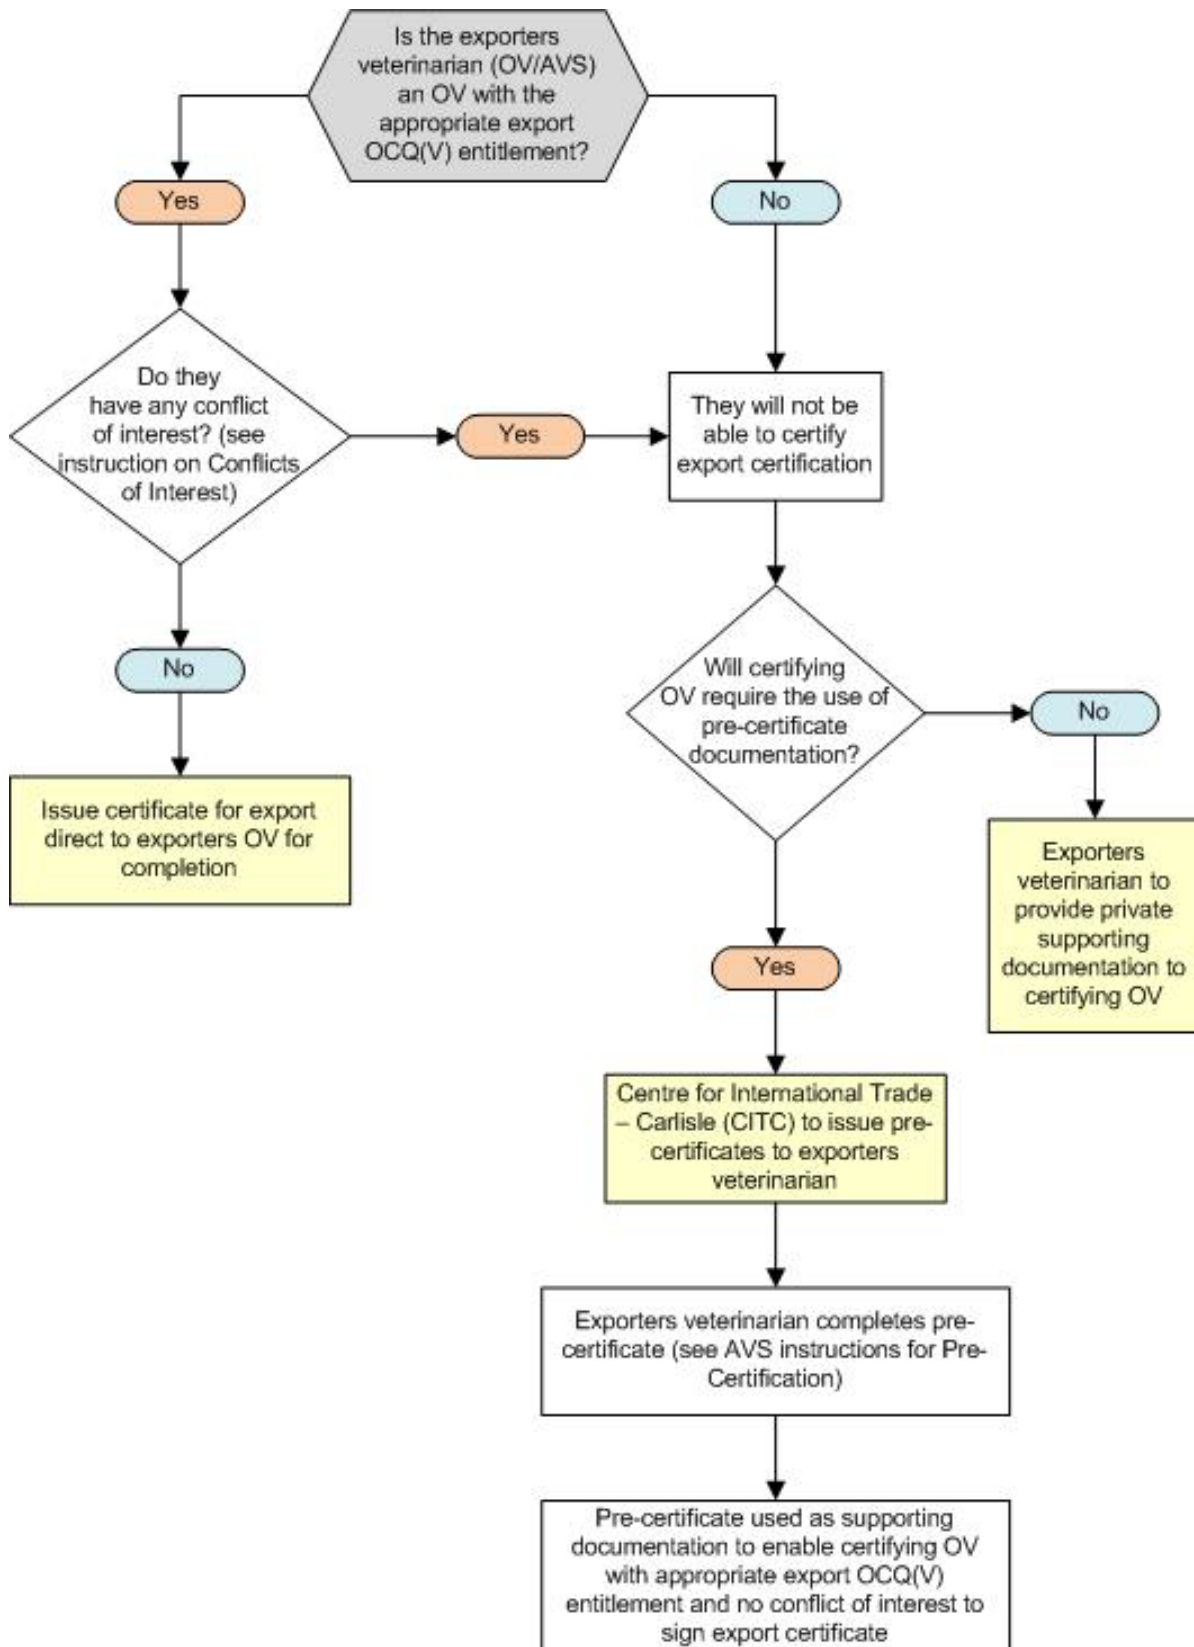 Is the exporters
veterinarian (OV/AVS)
an OV with the
appropriate export
OCQ(V) entitlement?
Yes
No
Do they
have any conflict
of interest? (see
instruction on Conflicts
of Interest)
Yes
They will not be
able to certify
export certification
No
Will certifying
OV require the use of
pre-certificate
documentation?
No
Issue certificate for export
direct to exporters OV for
completion
Exporters
veterinarian to
provide private
supporting
documentation to
certifying OV
Yes
Centre for International Trade
– Carlisle (CITC) to issue pre-
certificates to exporters
veterinarian
Exporters veterinarian completes pre-
certificate (see AVS instructions for Pre-
Certification)
Pre-certificate used as supporting
documentation to enable certifying OV
with appropriate export OCQ(V)
entitlement and no conflict of interest to
sign export certificate